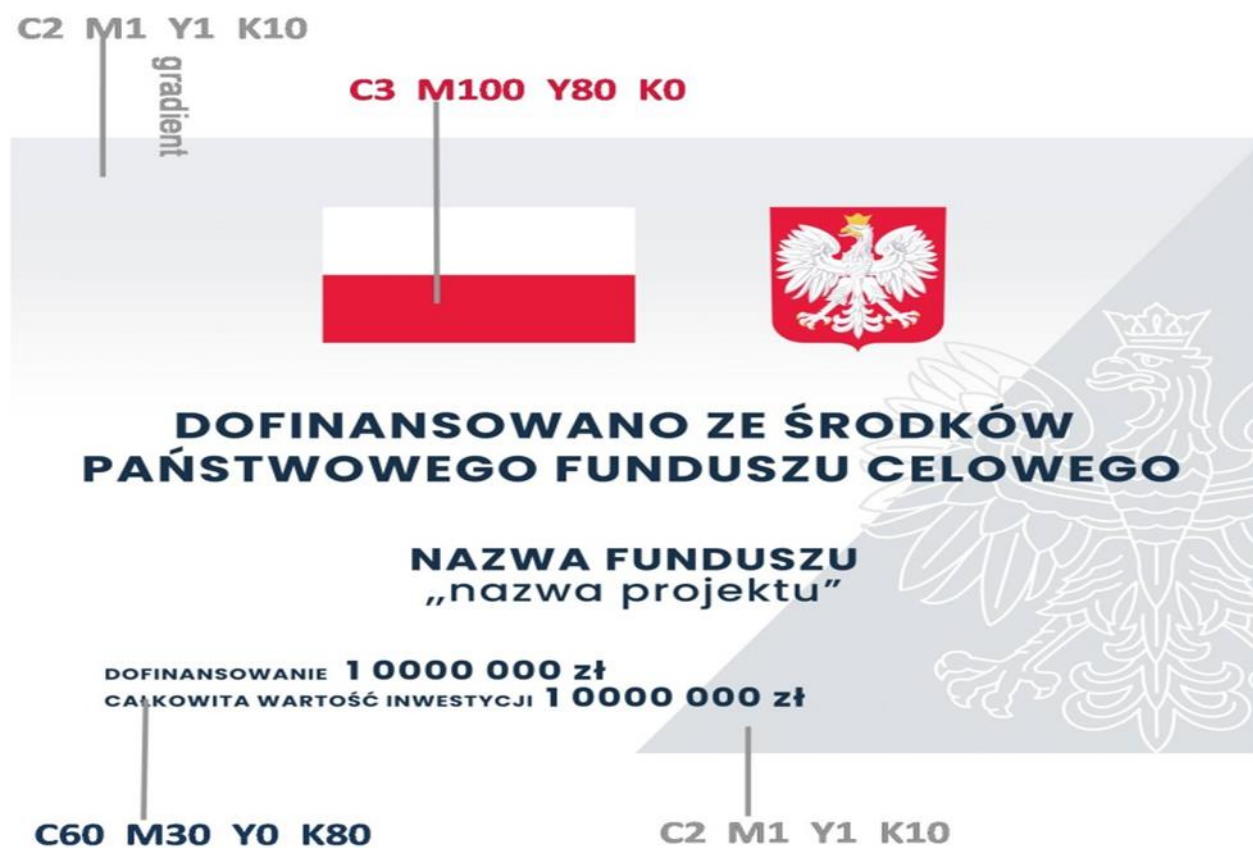 C2 M1 Y1 K10
gradient
C3 M100 Y80 K0
DOFINANSOWANO ZE ŚRODKÓW
PAŃSTWOWEGO FUNDUSZU CELOWEGO
NAZWA FUNDUSZU
„nazwa projektu”
DOFINANSOWANIE 1 0000 000 zł
CAŁKOWITA WARTOŚĆ INWESTYCJI 1 0000 000 zł
C60 M30 Y0 K80
C2 M1 Y1 K10